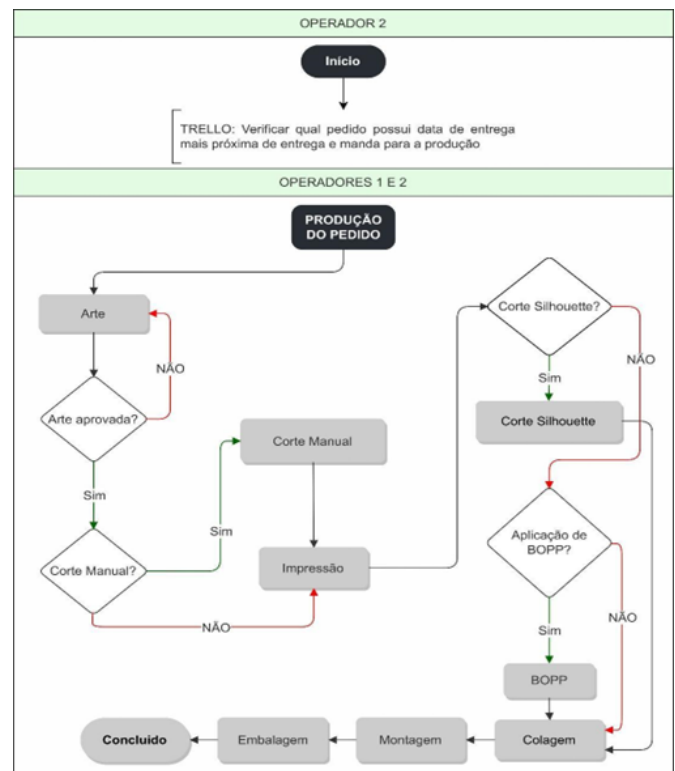 OPERADOR 2
Início
TRELLO: Verificar qual pedido possui data de entrega
mais próxima de entrega e manda para a produção
OPERADORES 1 E 2
PRODUÇÃO
DO PEDIDO
Arte
NÃO
Arte aprovada?
Sim
Corte Manual?
Sim
Corte Manual
Impressão
NÃO
Corte Silhouette?
NÃO
Sim
Corte Silhouette
Aplicação de
BOPP?
NÃO
Sim
BOPP
Colagem
Montagem
Embalagem
Concluido